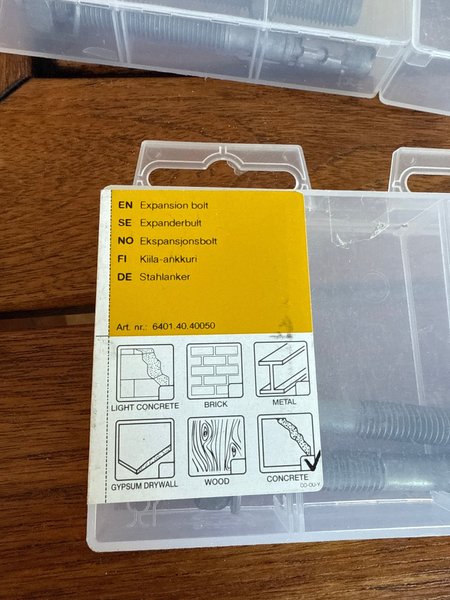 EN Expansion bolt
SE Expanderbult
NO Ekspansjonsbolt
FI Kiila-ankkuri
DE Stahlanker
Art. nr.: 6401.40.40050
LIGHT CONCRETE BRICK METAL
GYPSUM DRYWALL WOOD CONCRETE